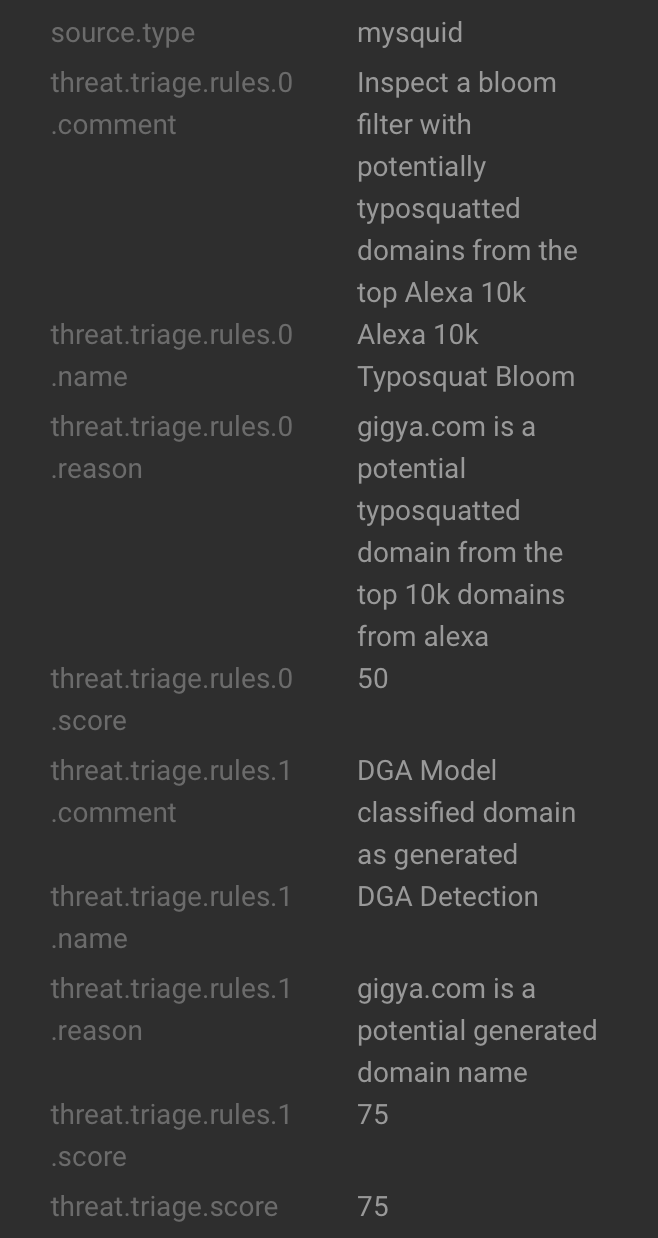 source.type mysquid
threat.triage.rules.0 Inspect a bloom
.comment filter with
potentially
typosquatted
domains from the
top Alexa 10k
threat.triage.rules.0 Alexa 10k
.name Typosquat Bloom
threat.triage.rules.0 gigya.com is a
.reason potential
typosquatted
domain from the
top 10k domains
from alexa
threat.triage.rules.0 50
.score
threat.triage.rules.1 DGA Model
.comment classified domain
as generated
threat.triage.rules.1 DGA Detection
.name
threat.triage.rules.1 gigya.com is a
.reason potential generated
domain name
threat.triage.rules.1 75
.score
threat.triage.score 75